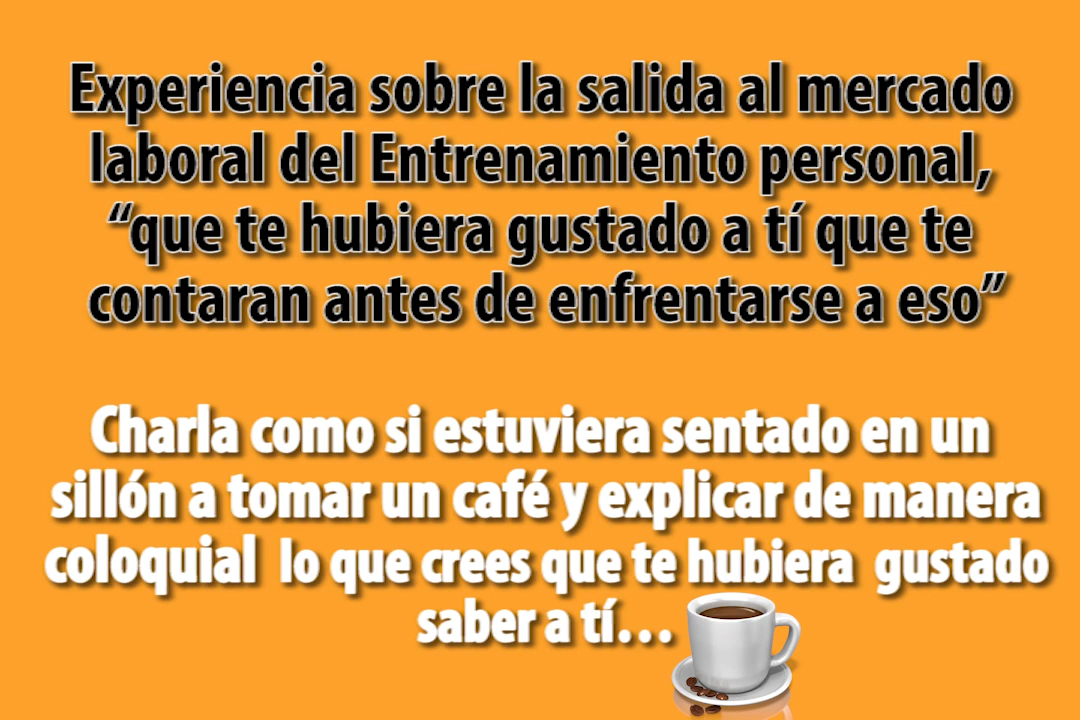 Experiencia sobre la salida al mercado
laboral del Entrenamiento personal,
“que te hubiera gustado a tí que te
contaran antes de enfrentarse a eso”
Charla como si estuviera sentado en un
sillón a tomar un café y explicar de manera
coloquial lo que crees que te hubiera gustado
saber a tí...